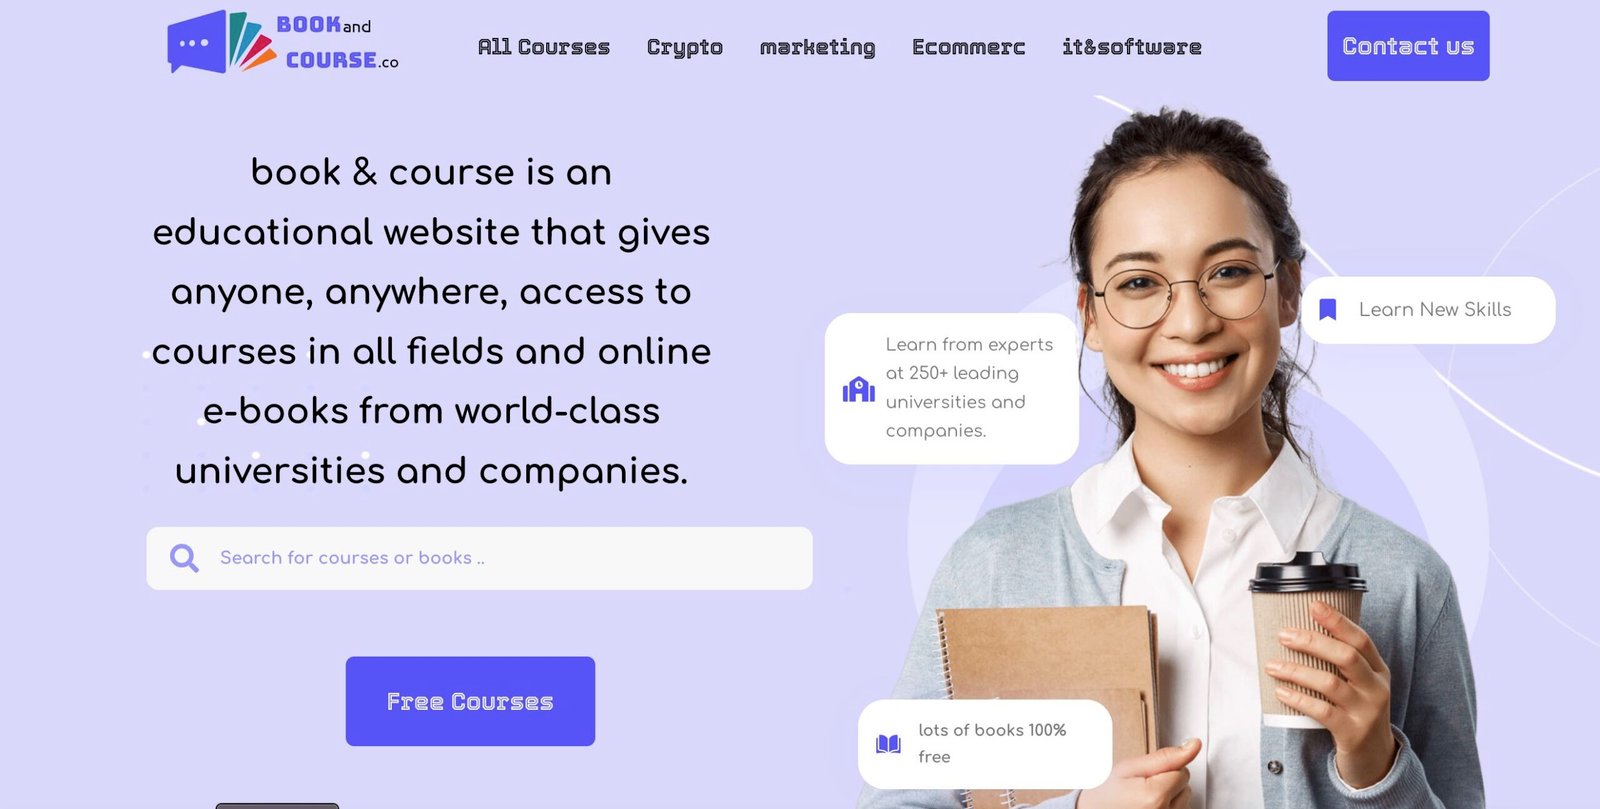 BOOKand
COURSE.co
All Courses
Crypto
marketing
Ecommerc
it&software
Contact us
book & course is an
educational website that gives
anyone, anywhere, access to
courses in all fields and online
e-books from world-class
universities and companies.
Search for courses or books ..
Free Courses
Learn from experts
at 250+ leading
universities and
companies.
Learn New Skills
lots of books 100%
free